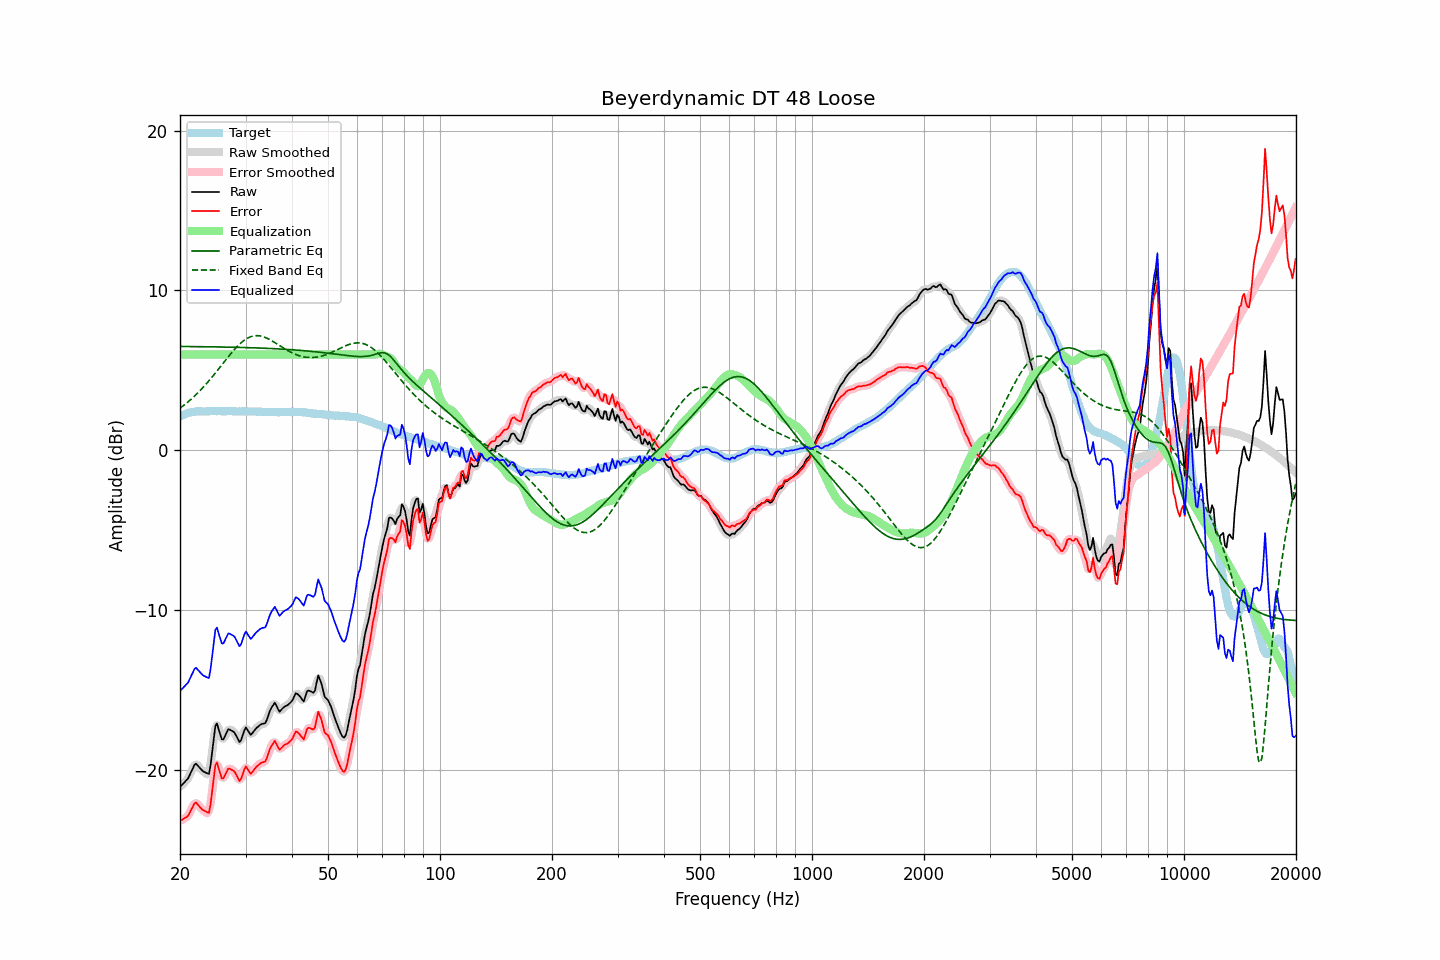 Beyerdynamic DT 48 Loose
Target
Raw Smoothed
Error Smoothed
Raw
Error
Equalization
Parametric Eq
Fixed Band Eq
Equalized
20
10
0
−10
−20
Amplitude (dBr)
20 50 100 200 500 1000 2000 5000 10000 20000
Frequency (Hz)